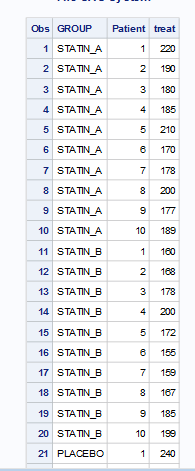 Obs GROUP Patient treat
1 STATIN_A 1 220
2 STATIN_A 2 190
3 STATIN_A 3 180
4 STATIN_A 4 185
5 STATIN_A 5 210
6 STATIN_A 6 170
7 STATIN_A 7 178
8 STATIN_A 8 200
9 STATIN_A 9 177
10 STATIN_A 10 189
11 STATIN_B 1 160
12 STATIN_B 2 168
13 STATIN_B 3 178
14 STATIN_B 4 200
15 STATIN_B 5 172
16 STATIN_B 6 155
17 STATIN_B 7 159
18 STATIN_B 8 167
19 STATIN_B 9 185
20 STATIN_B 10 199
21 PLACEBO 1 240